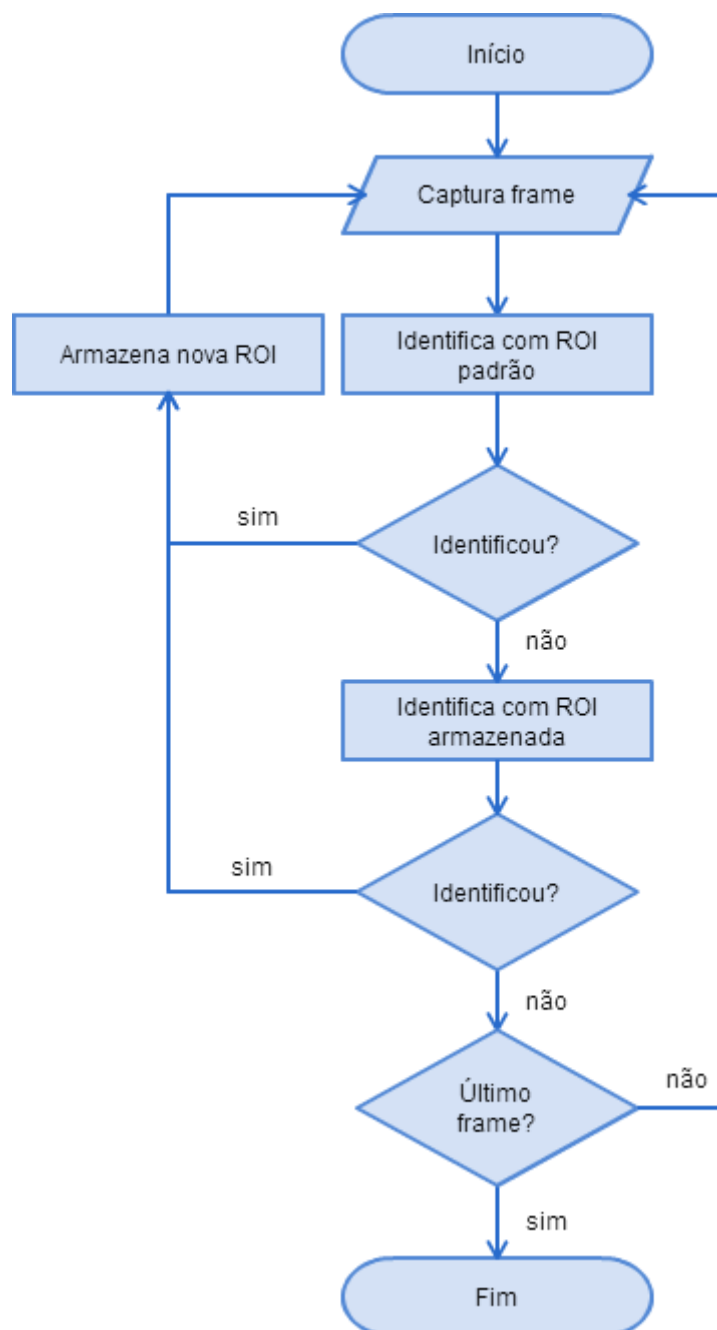 Início
Captura frame
Armazena nova ROI
Identifica com ROI
padrão
sim
Identificou?
não
Identifica com ROI
armazenada
sim
Identificou?
não
Último
frame?
não
sim
Fim